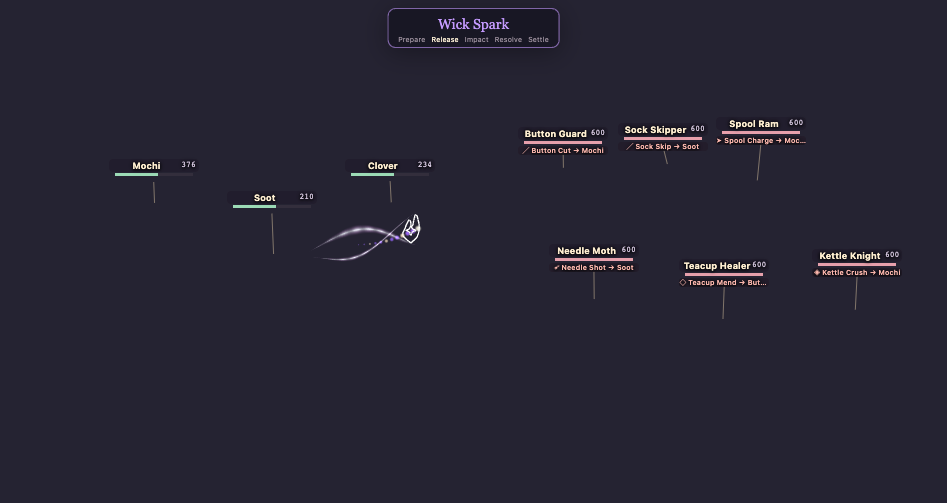 Wick Spark
Prepare Release Impact Resolve Settle
Button Guard 600
Button Cut → Mochi
Sock Skipper 600
Sock Skip → Soot
Spool Ram 600
Spool Charge → Moc...
Mochi 376
Clover 234
Soot 210
Needle Moth 600
Needle Shot → Soot
Teacup Healer 600
Teacup Mend → But...
Kettle Knight 600
Kettle Crush → Mochi